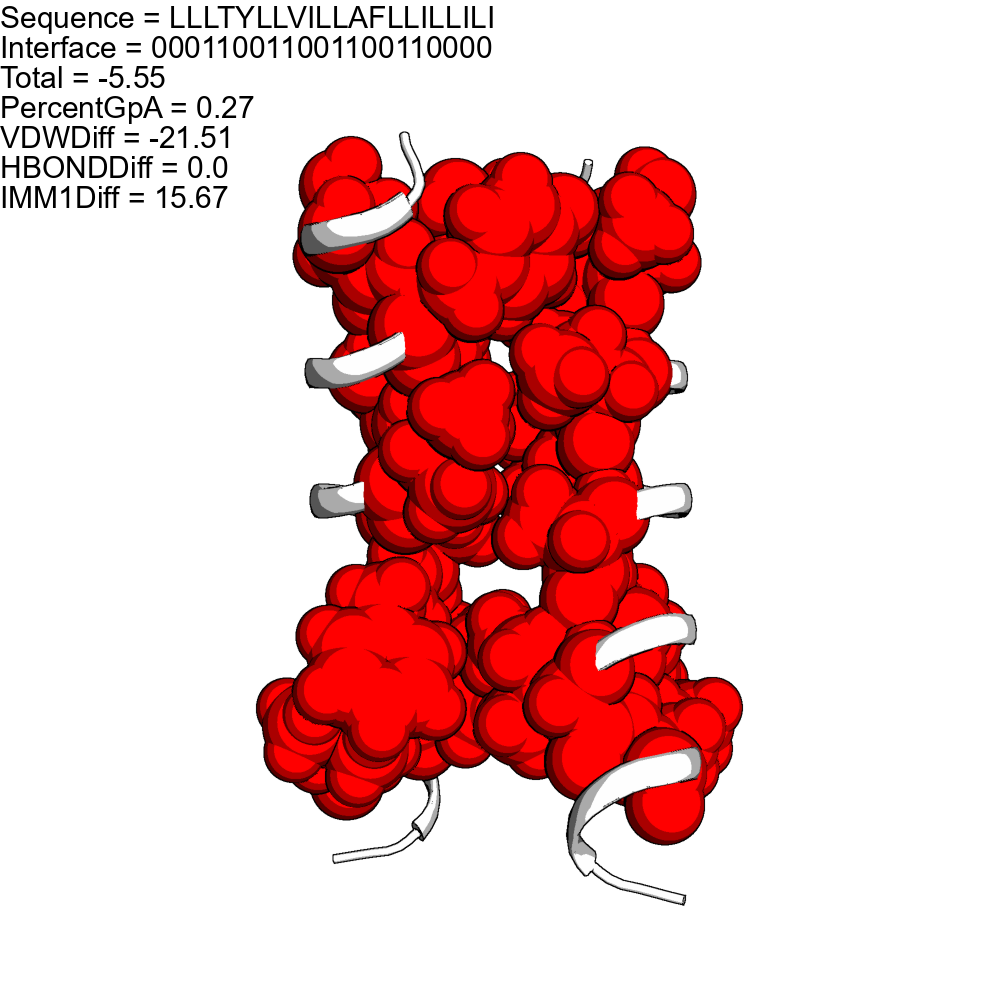 Sequence = LLLTYLLVILLAFLLILLILI
Interface = 000110011001100110000
Total = -5.55
PercentGpA = 0.27
VDWDiff = -21.51
HBONDDiff = 0.0
IMM1Diff = 15.67